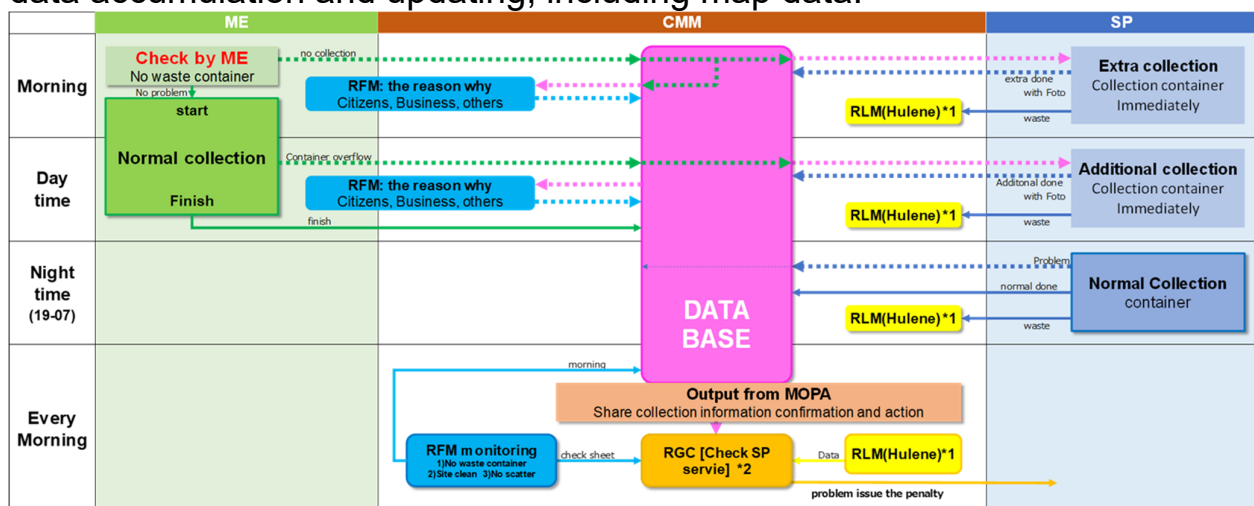 data accumulation and updating, including map data.
ME
CMM
SP
Morning
Check by ME
No waste container
No problem
start
Normal collection
Finish
no collection
RFM: the reason why
Citizens, Business, others
extra done
with Foto
RLM(Hulene)*1
waste
Extra collection
Collection container
Immediately
Day
time
Container overflow
RFM: the reason why
Citizens, Business, others
finish
Additonal done
with Foto
RLM(Hulene)*1
waste
Additional collection
Collection container
Immediately
Night
time
(19-07)
DATA
BASE
Problem
normal done
RLM(Hulene)*1
waste
Normal Collection
container
Every
Morning
morning
Output from MOPA
Share collection information confirmation and action
RFM monitoring
1)No waste container
2)Site clean 3)No scatter
check sheet
RGC [Check SP
servie] *2
Data
RLM(Hulene)*1
problem issue the penalty